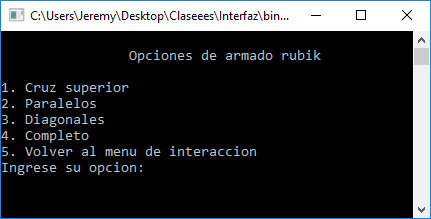 C:\Users\Jeremy\Desktop\Claseees\Interfaz\bin...
Opciones de armado rubik
1. Cruz superior
2. Paralelos
3. Diagonales
4. Completo
5. Volver al menu de interaccion
Ingrese su opcion: